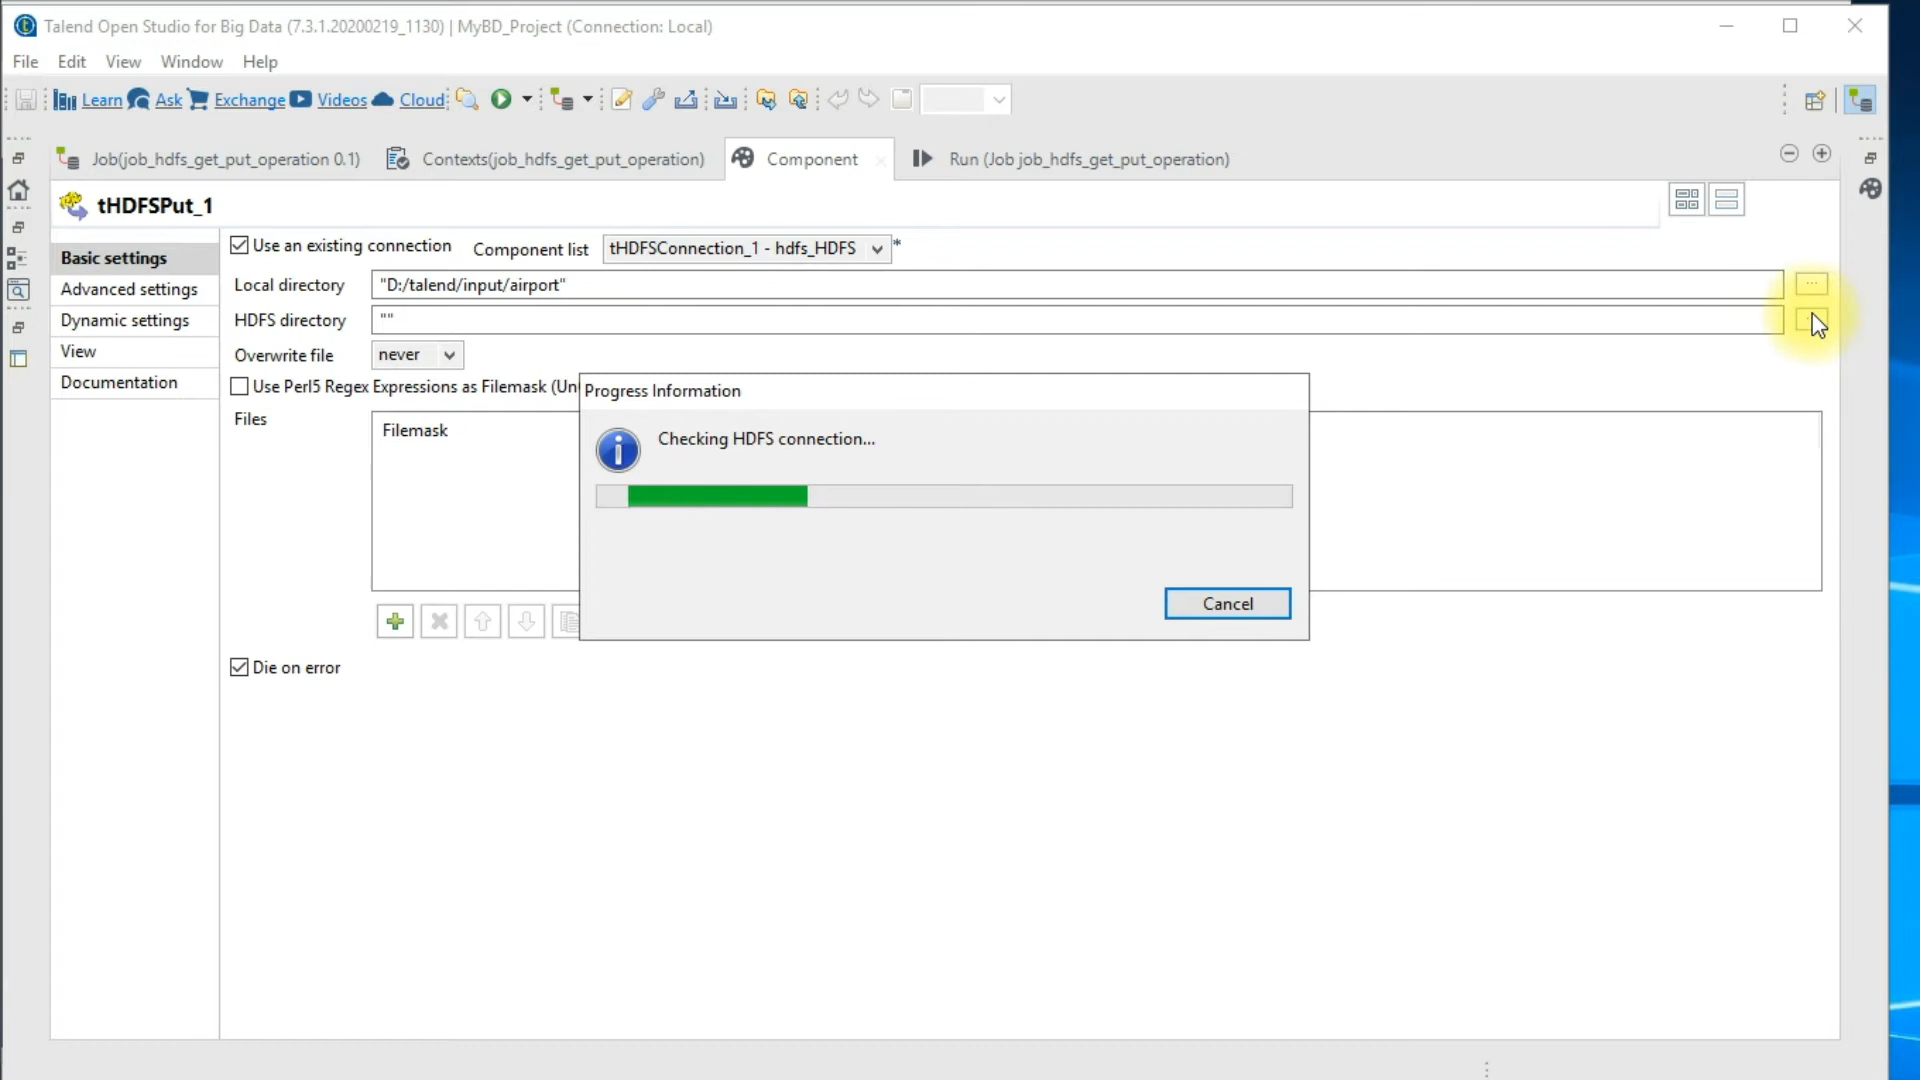 Talend Open Studio for Big Data (7.3.1.20200219_1130) | MyBD_Project (Connection: Local)
File Edit View Window Help
Learn Ask Exchange Videos Cloud
Job(job_hdfs_get_put_operation 0.1) Contexts(job_hdfs_get_put_operation) Component Run (Job job_hdfs_get_put_operation)
tHDFSPut_1
Basic settings
Advanced settings
Dynamic settings
View
Documentation
Use an existing connection Component list tHDFSConnection_1 - hdfs_HDFS *
Local directory "D:/talend/input/airport" ...
HDFS directory ""
Overwrite file never
Use Perl5 Regex Expressions as Filemask
Files Filemask
Progress Information
Checking HDFS connection...
Cancel
Die on error